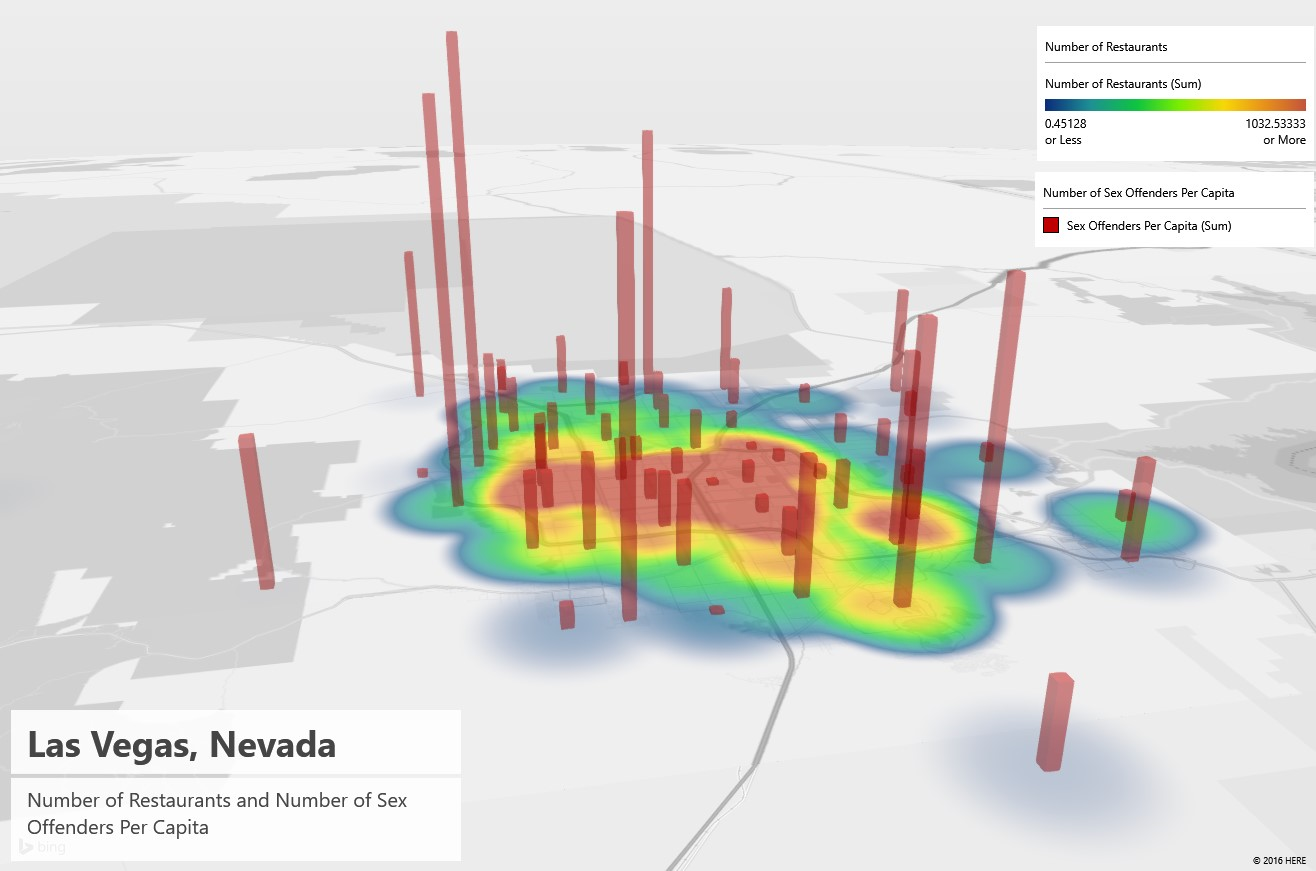 Number of Restaurants
Number of Restaurants (Sum)
0.45128 1032.53333
or Less or More
Number of Sex Offenders Per Capita
Sex Offenders Per Capita (Sum)
Las Vegas, Nevada
Number of Restaurants and Number of Sex
Offenders Per Capita
bing
© 2016 HERE